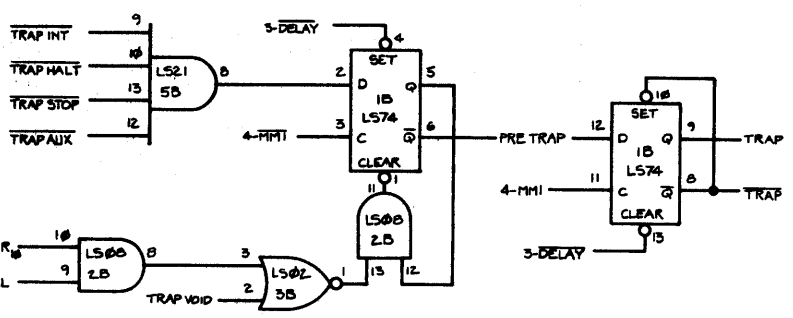 TRAP INT
9
TRAP HALT
10
TRAP STOP
13
TRAP AUX
12
LS21
5B
8
3-DELAY
4
SET
2
D
Q
5
1B
LS74
4-MMI
3
C
Q
6
CLEAR
1
11
LS08
2B
13
12
R10
10
L
9
LS08
2B
8
3
TRAP VOID
2
LS02
3B
1
PRE TRAP
12
10
SET
D
Q
9
TRAP
1B
LS74
4-MMI
11
C
Q
8
TRAP
CLEAR
13
3-DELAY